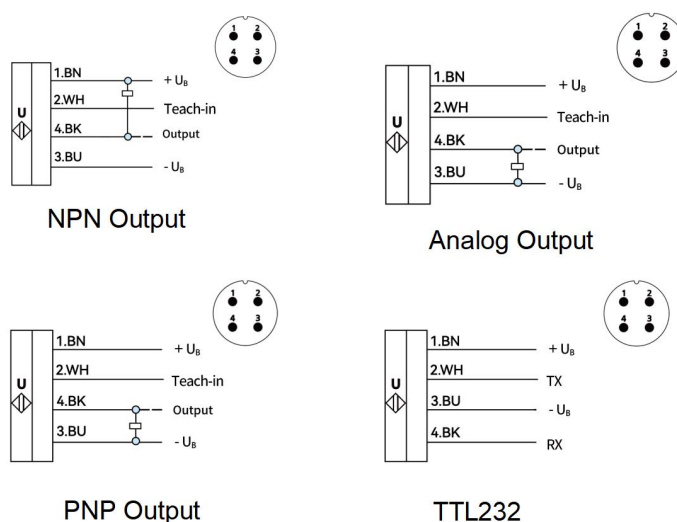 1 2
4 3
1.BN + UB
2.WH Teach-in
U
4.BK Output
3.BU - UB
NPN Output
1 2
4 3
1.BN + UB
2.WH Teach-in
U
4.BK Output
3.BU - UB
Analog Output
1 2
4 3
1.BN + UB
2.WH Teach-in
U
4.BK Output
3.BU - UB
PNP Output
1 2
4 3
1.BN + UB
2.WH TX
U
3.BU - UB
4.BK RX
TTL232